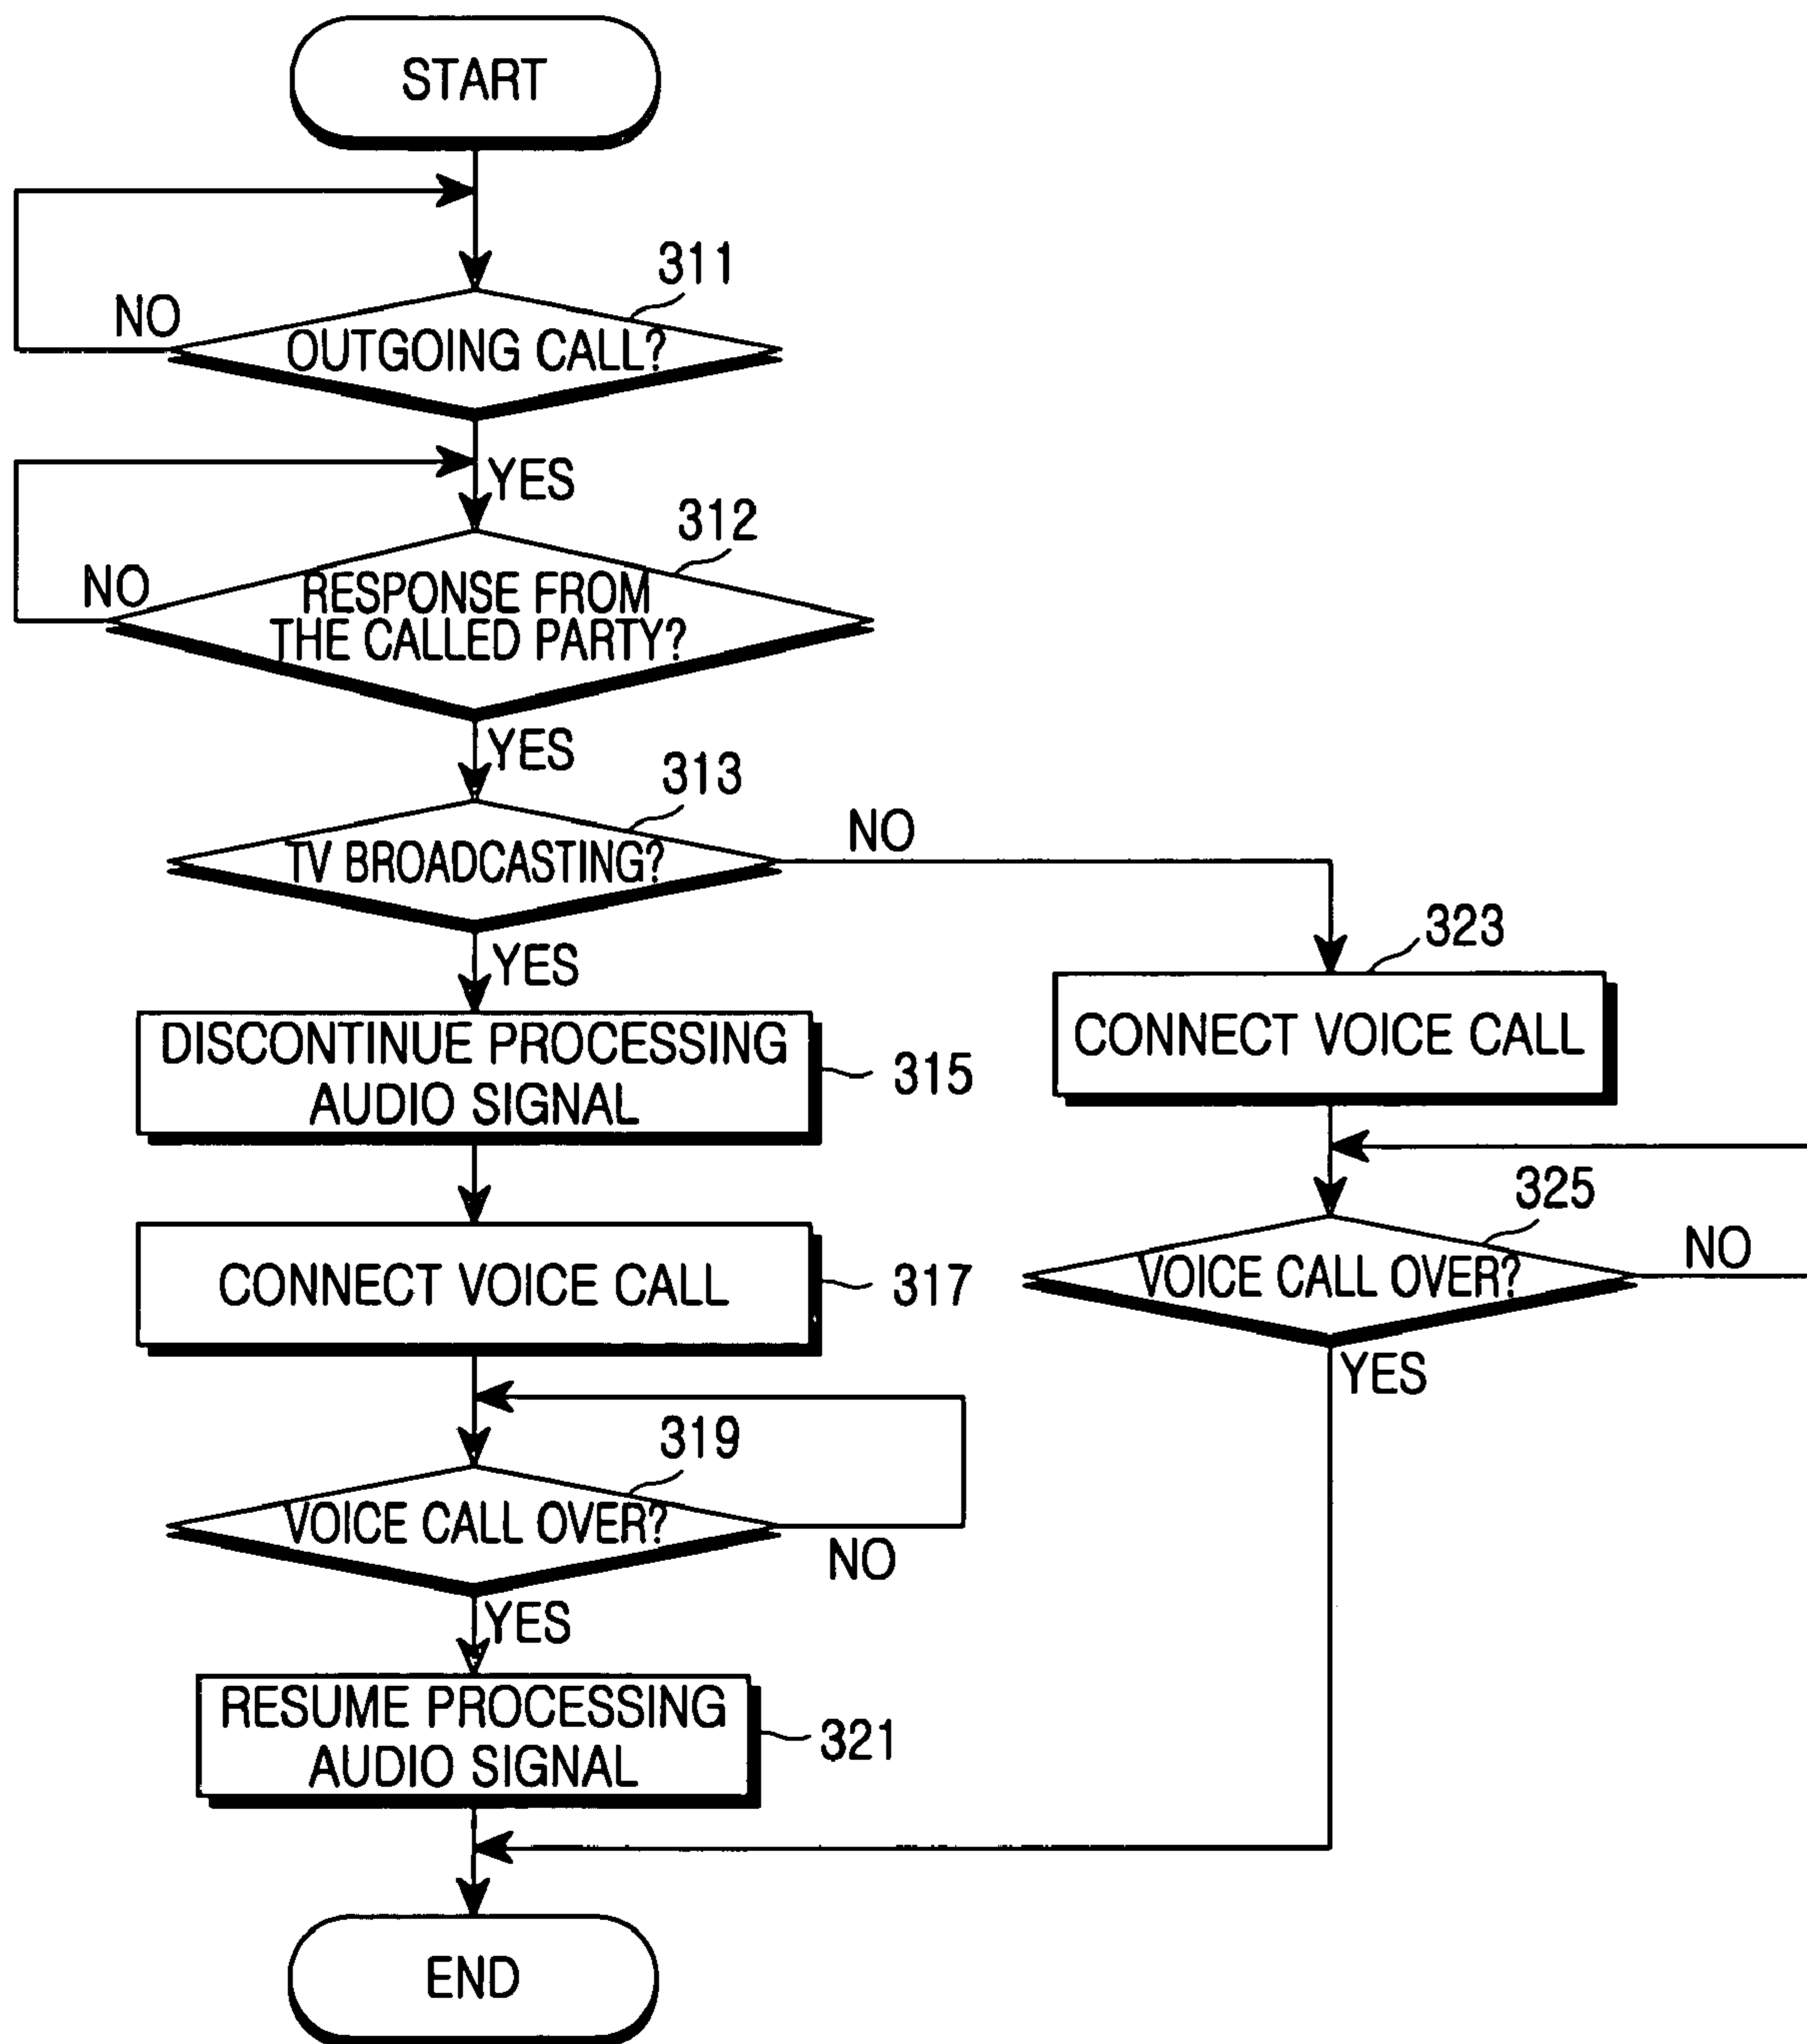 START
311
NO
OUTGOING CALL?
YES
312
NO
RESPONSE FROM
THE CALLED PARTY?
YES
313
NO
TV BROADCASTING?
YES
323
DISCONTINUE PROCESSING
AUDIO SIGNAL
315
CONNECT VOICE CALL
325
NO
CONNECT VOICE CALL
317
VOICE CALL OVER?
YES
319
VOICE CALL OVER?
NO
YES
RESUME PROCESSING
AUDIO SIGNAL
321
END